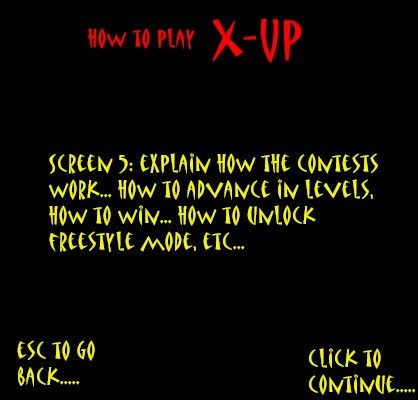 HOW TO PLAY X-UP
SCREEN 5: EXPLAIN HOW THE CONTESTS
WORK... HOW TO ADVANCE IN LEVELS,
HOW TO WIN... HOW TO UNLOCK
FREESTYLE MODE, ETC...
ESC TO GO
BACK.....
CLICK TO
CONTINUE.....